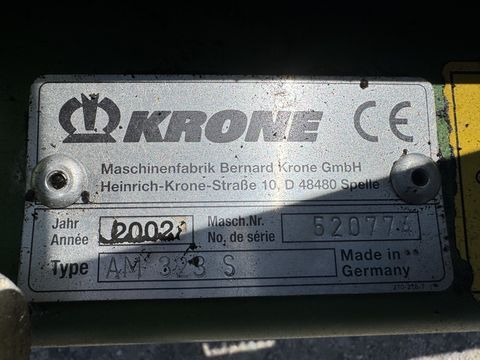 KRONE CE
Maschinenfabrik Bernard Krone GmbH
Heinrich-Krone-Straße 10, D 48480 Spelle
Jahr 2002 Masch.Nr. 520774
Année No. de série
Type AM 323 S Made in
Germany